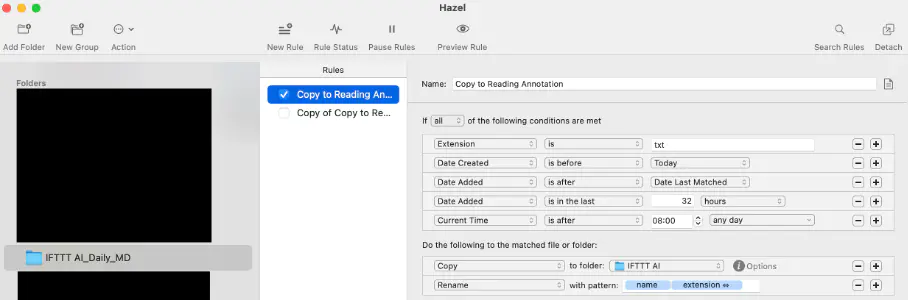 Hazel
Add Folder New Group Action New Rule Rule Status Pause Rules Preview Rule Search Rules Detach
Folders
IFTTT AI_Daily_MD
Rules
Copy to Reading An...
Copy of Copy to Re...
Name: Copy to Reading Annotation
If all of the following conditions are met
Extension is txt
Date Created is before Today
Date Added is after Date Last Matched
Date Added is in the last 32 hours
Current Time is after 08:00 any day
Do the following to the matched file or folder:
Copy to folder: IFTTT AI Options
Rename with pattern: name extension